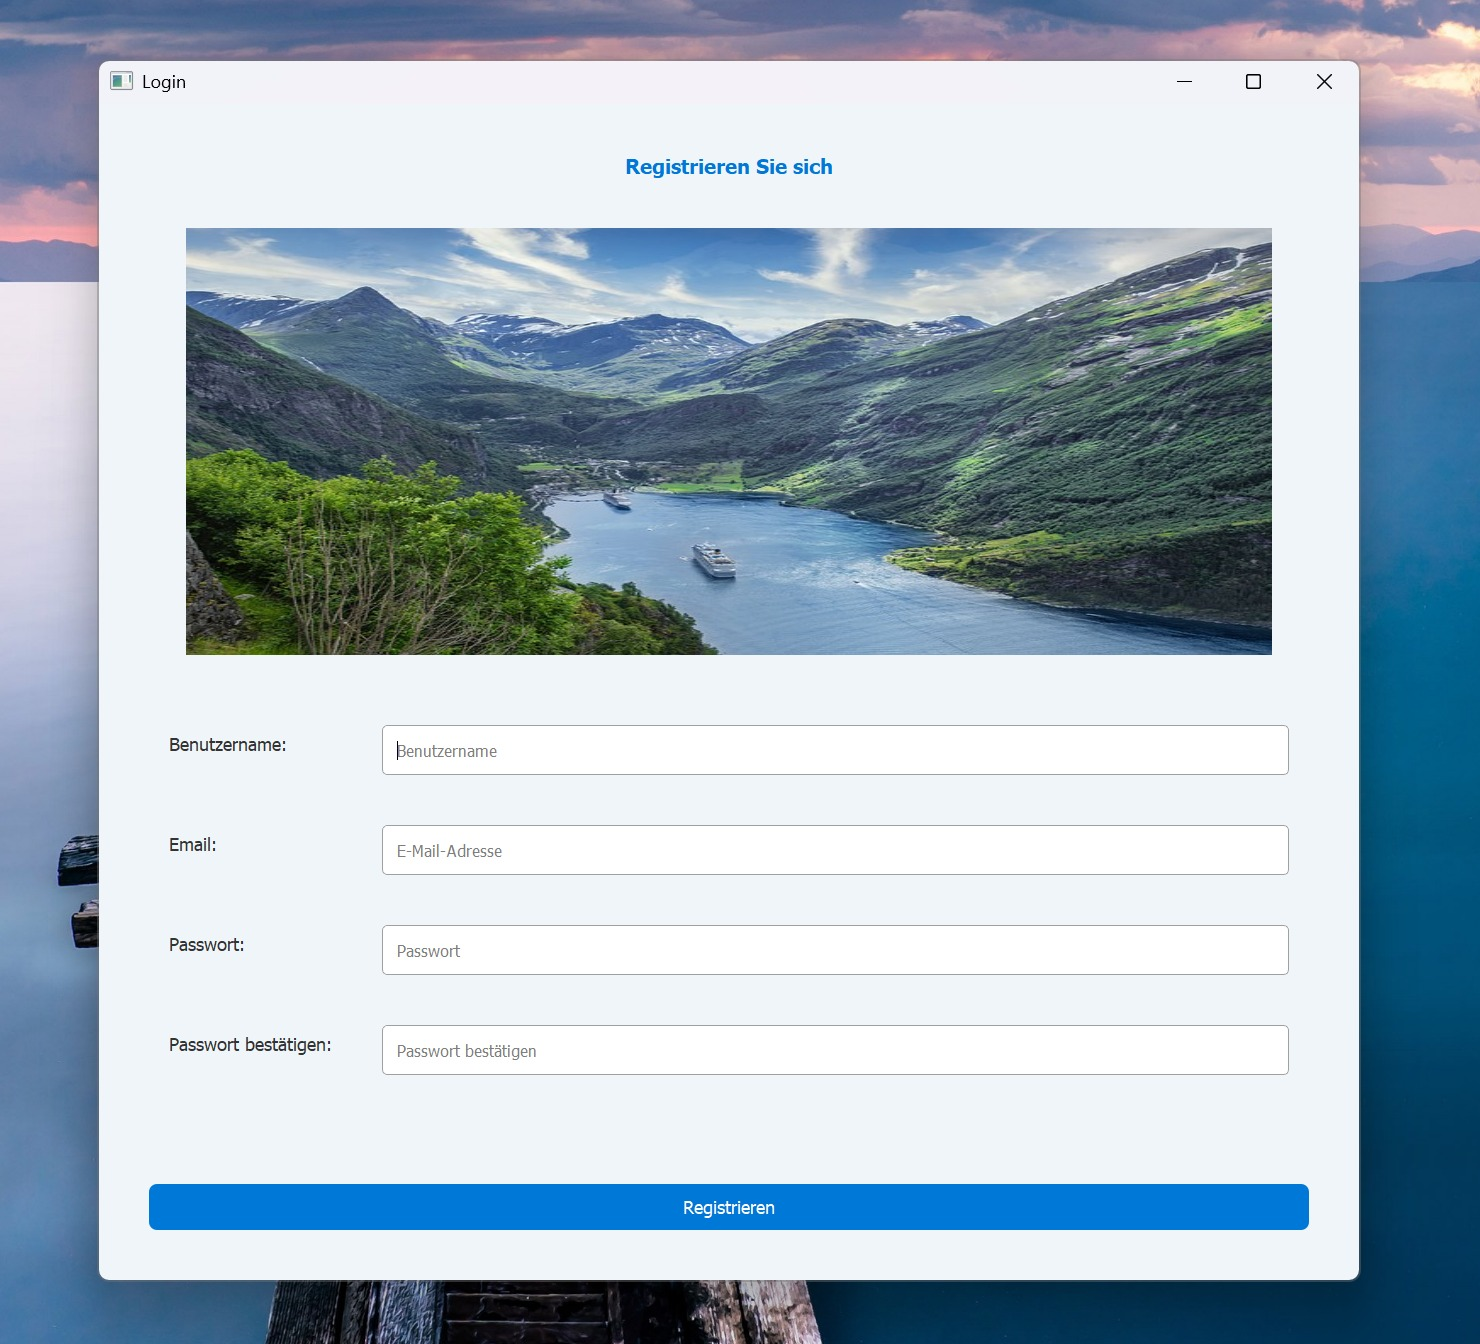 Login
Registrieren Sie sich
Benutzername:
Benutzername
Email:
E-Mail-Adresse
Passwort:
Passwort
Passwort bestätigen:
Passwort bestätigen
Registrieren